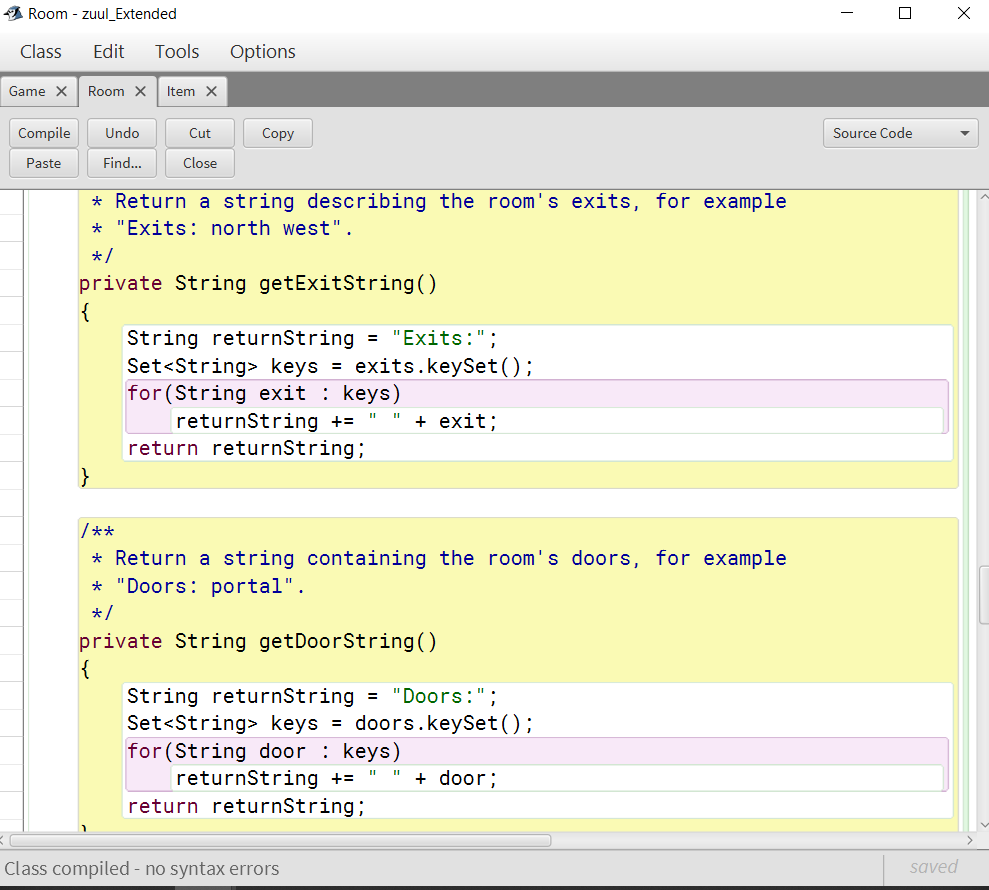 Room - zuul_Extended
Class Edit Tools Options
Game Room Item
Compile Undo Cut Copy Source Code
Paste Find... Close
* Return a string describing the room's exits, for example
* "Exits: north west".
*/
private String getExitString()
{
String returnString = "Exits:";
Set<String> keys = exits.keySet();
for(String exit : keys)
returnString += " " + exit;
return returnString;
}
/**
* Return a string containing the room's doors, for example
* "Doors: portal".
*/
private String getDoorString()
{
String returnString = "Doors:";
Set<String> keys = doors.keySet();
for(String door : keys)
returnString += " " + door;
return returnString;
}
Class compiled - no syntax errors saved